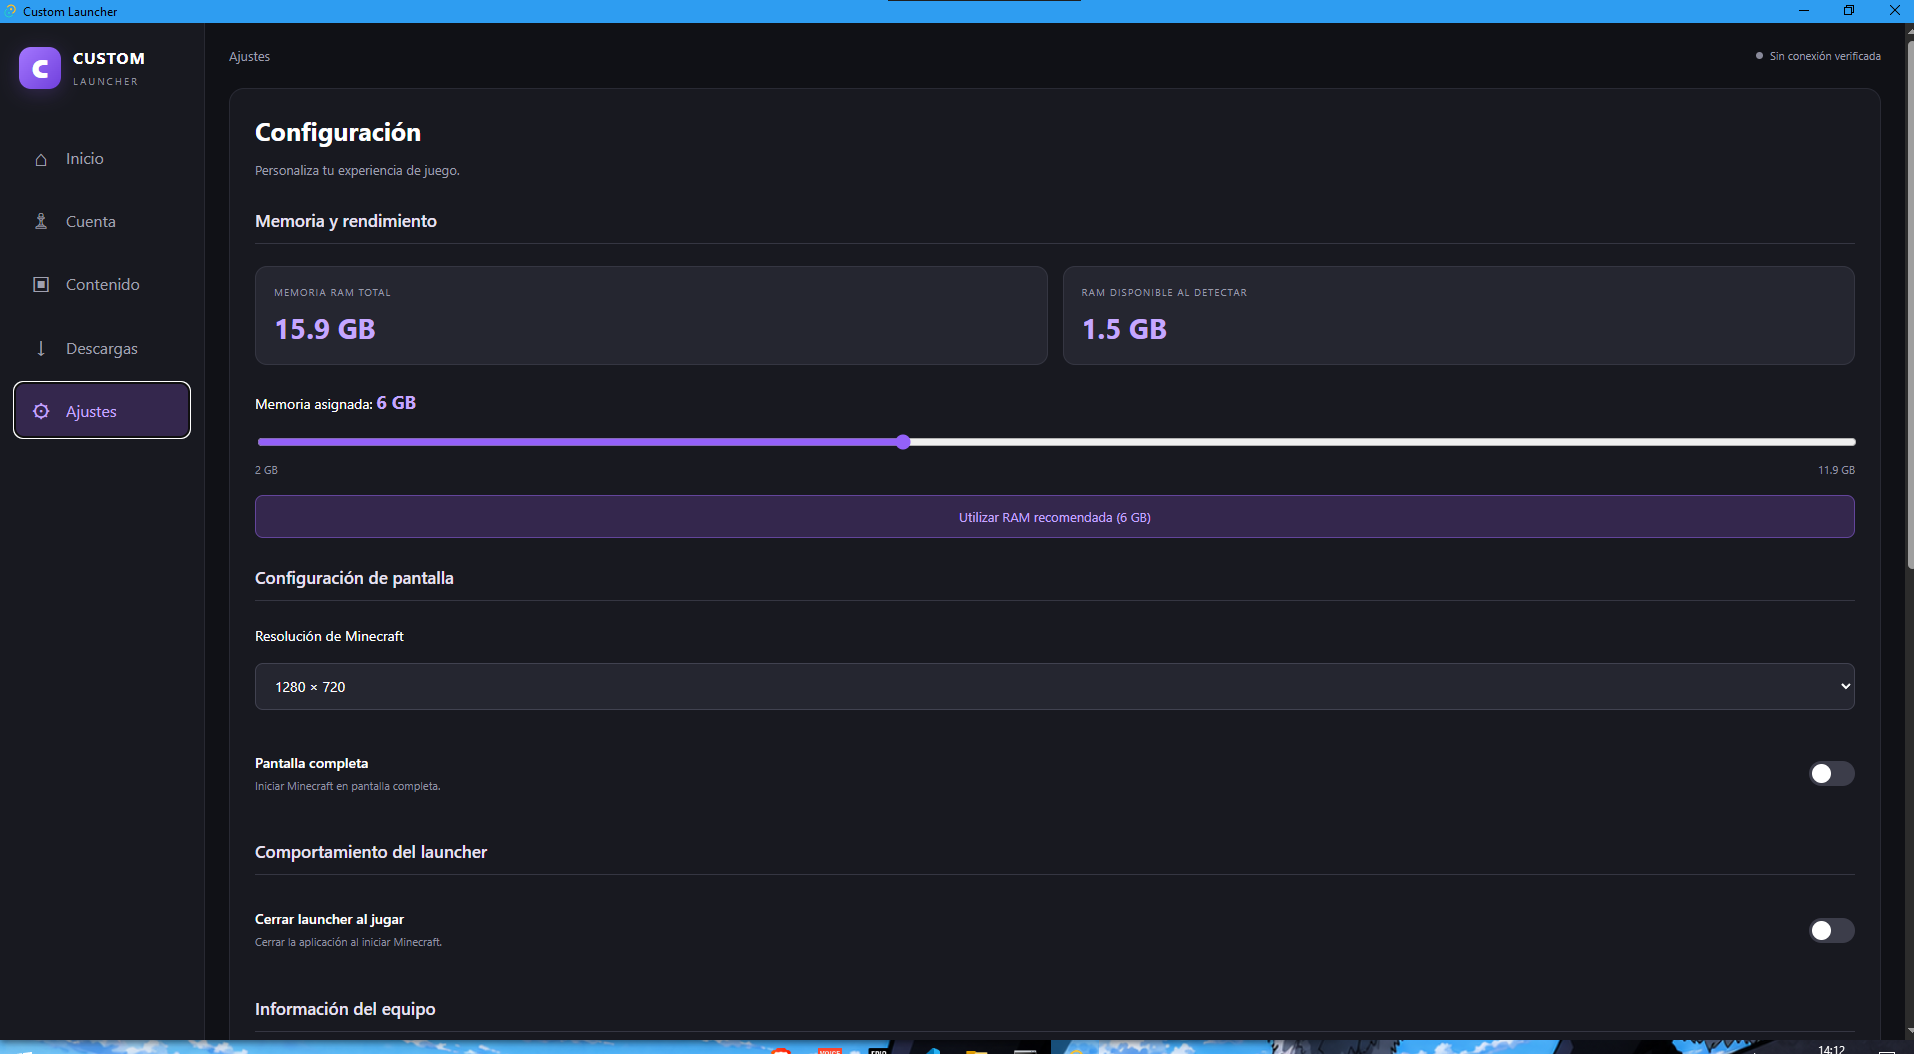 Custom Launcher
C
CUSTOM
LAUNCHER
Inicio
Cuenta
Contenido
Descargas
Ajustes
Ajustes
Sin conexión verificada
Configuración
Personaliza tu experiencia de juego.
Memoria y rendimiento
MEMORIA RAM TOTAL
15.9 GB
RAM DISPONIBLE AL DETECTAR
1.5 GB
Memoria asignada: 6 GB
2 GB
11.9 GB
Utilizar RAM recomendada (6 GB)
Configuración de pantalla
Resolución de Minecraft
1280 × 720
Pantalla completa
Iniciar Minecraft en pantalla completa.
Comportamiento del launcher
Cerrar launcher al jugar
Cerrar la aplicación al iniciar Minecraft.
Información del equipo
14:12